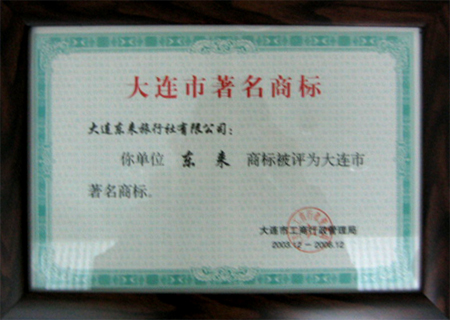 大连市著名商标
大连东来旅行社有限公司：
你单位 东来 商标被评为大连市
著名商标.
大连市工商行政管理局
2003.12－2006.12